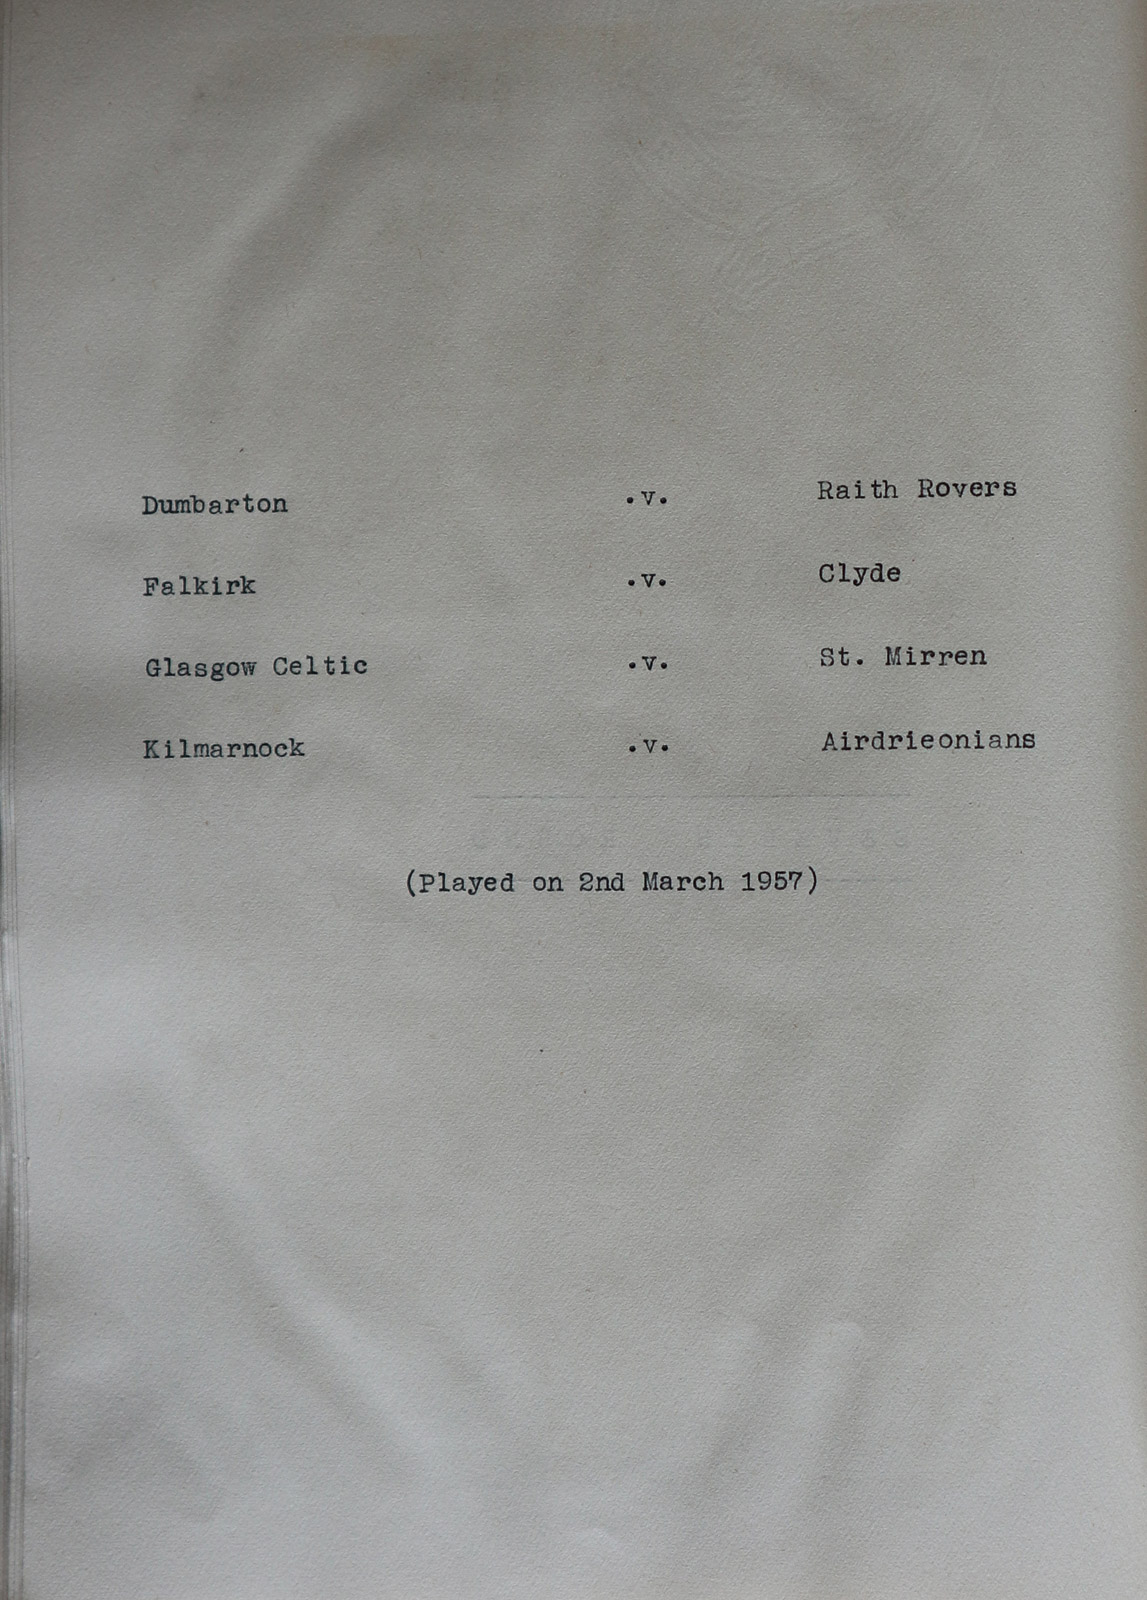 Dumbarton .v. Raith Rovers
Falkirk .v. Clyde
Glasgow Celtic .v. St. Mirren
Kilmarnock .v. Airdrieonians
(Played on 2nd March 1957)